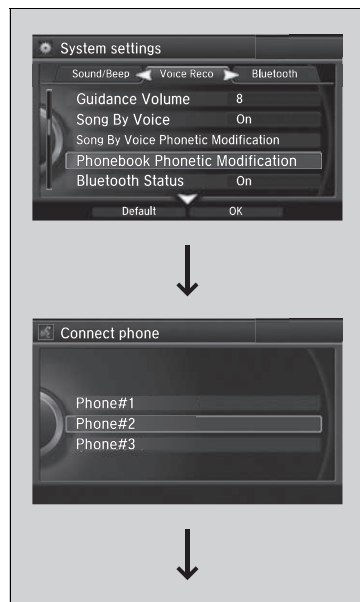 System settings
Sound/Beep Voice Reco Bluetooth
Guidance Volume 8
Song By Voice On
Song By Voice Phonetic Modification
Phonebook Phonetic Modification
Bluetooth Status On
Default OK
Connect phone
Phone#1
Phone#2
Phone#3